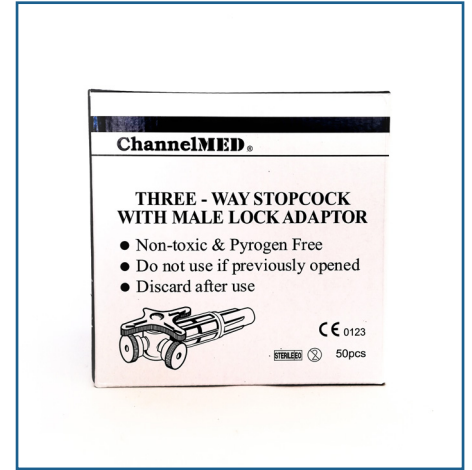 ChannelMED®
THREE - WAY STOPCOCK
WITH MALE LOCK ADAPTOR
● Non-toxic & Pyrogen Free
● Do not use if previously opened
● Discard after use
CE 0123
STERILE EO 50pcs